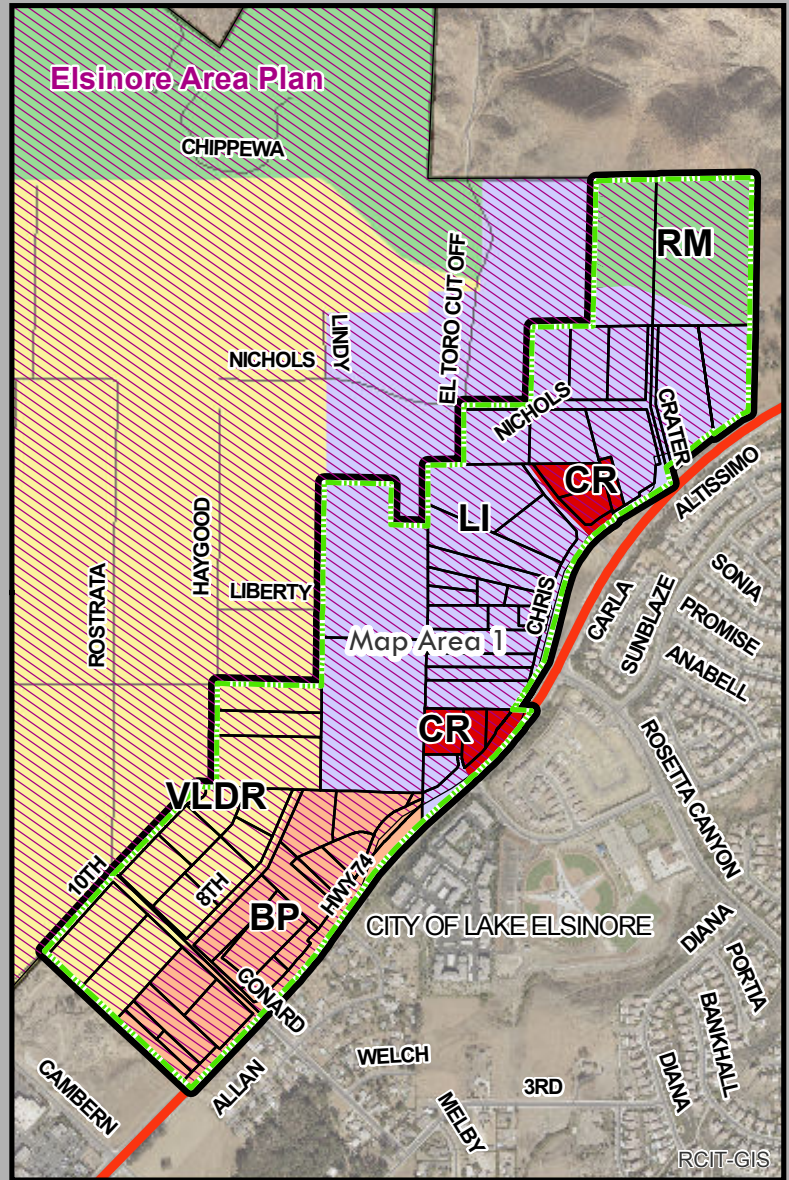 Elsinore Area Plan
CHIPPEWA
RM
EL TORO CUT OFF
LINDY
NICHOLS
NICHOLS
CRATER
CR
ALTISSIMO
LI
HAYGOOD
ROSTRATA
LIBERTY
CHRIS
CARLA
SUNBLAZE
SONIA
PROMISE
ANABELL
Map Area 1
CR
VLDR
ROSETTA CANYON
10TH
8TH
HWY 74
BP
CITY OF LAKE ELSINORE
DIANA
PORTIA
CONARD
BANKHALL
WELCH
CAMBERN
ALLAN
DIANA
3RD
MELBY
RCIT-GIS